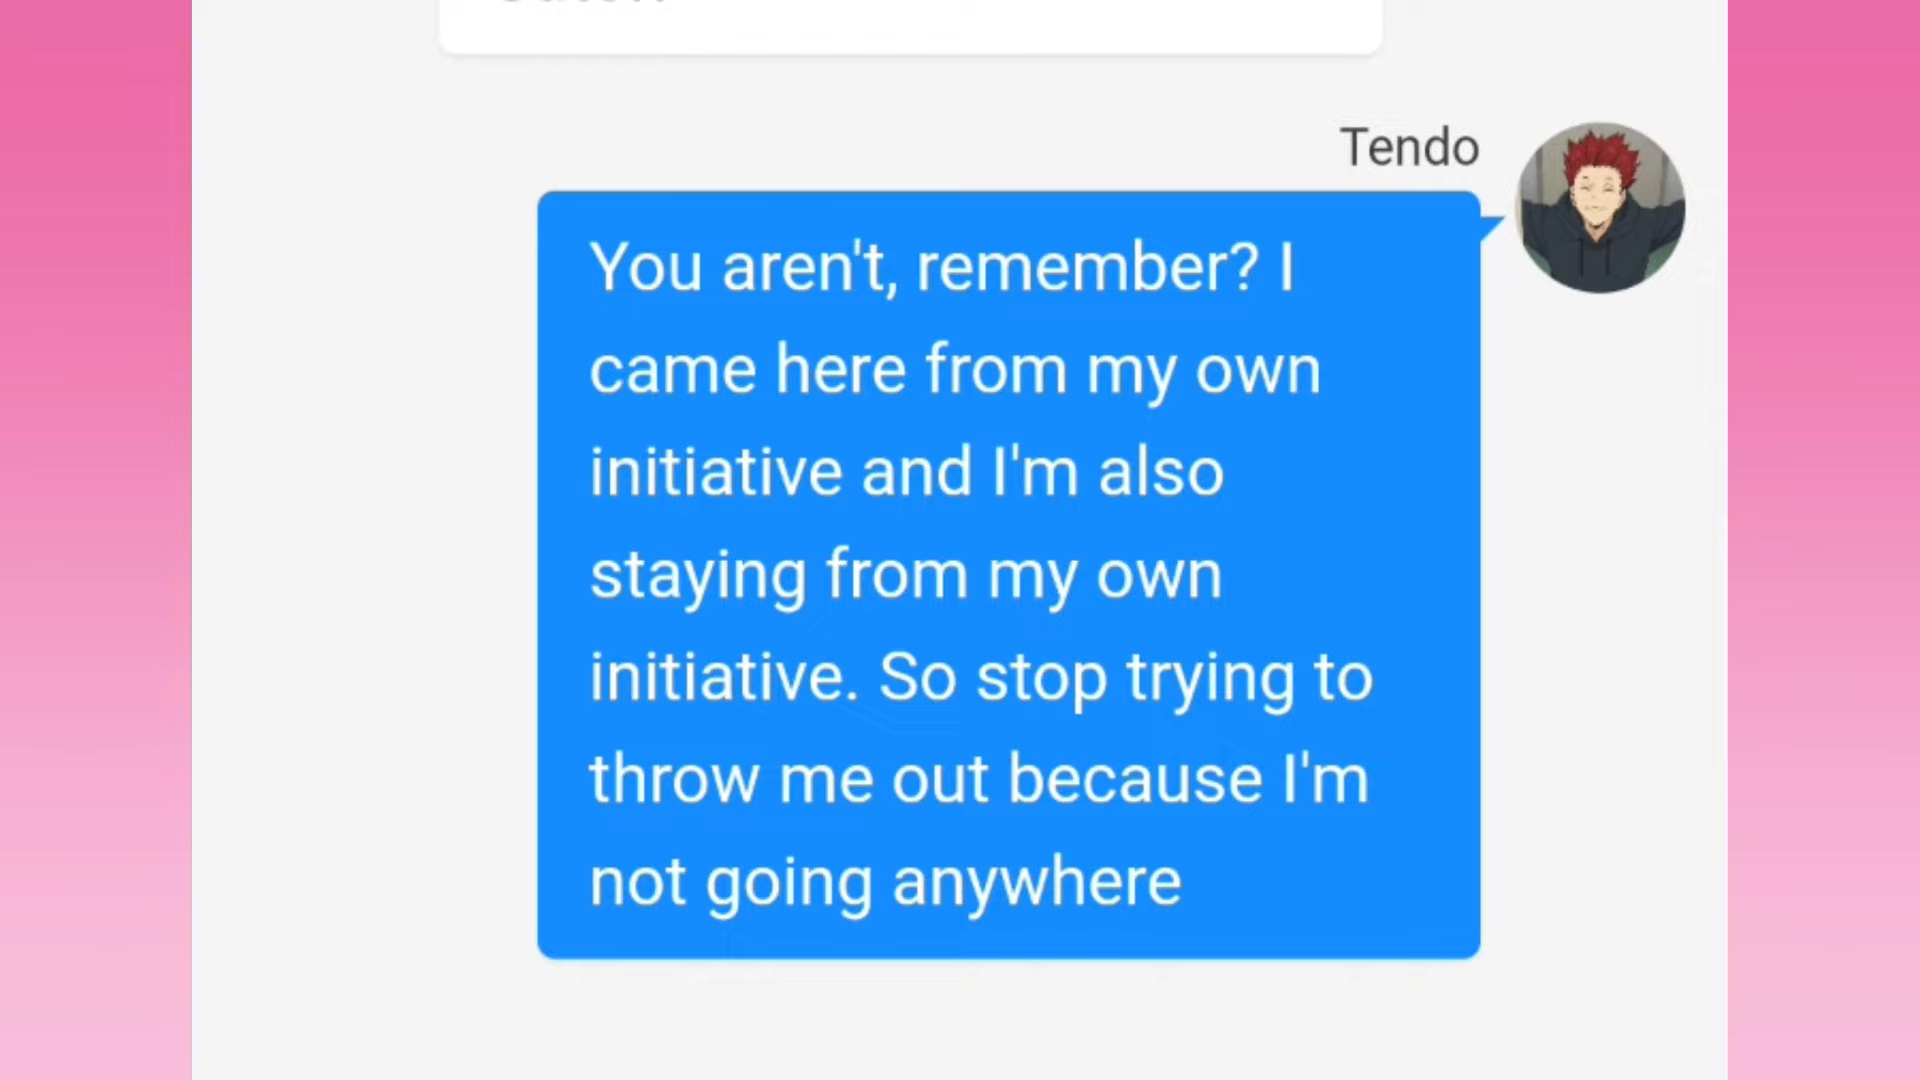 Tendo
You aren't, remember? I
came here from my own
initiative and I'm also
staying from my own
initiative. So stop trying to
throw me out because I'm
not going anywhere